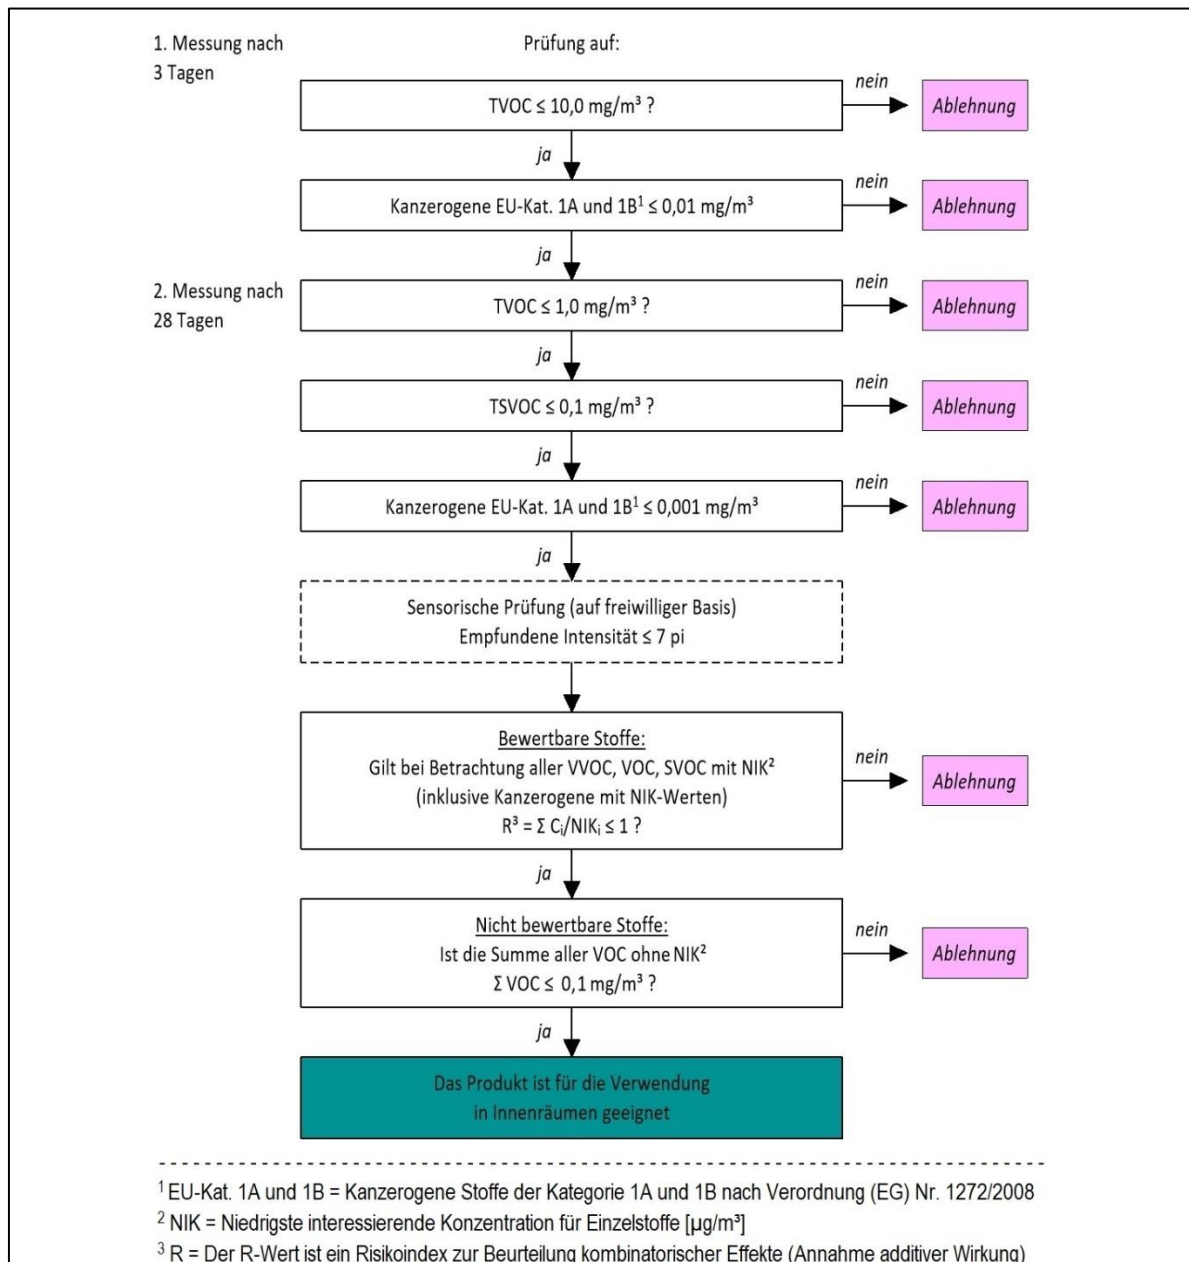 1. Messung nach
3 Tagen
Prüfung auf:
TVOC ≤ 10,0 mg/m³ ?
nein
Ablehnung
ja
Kanzerogene EU-Kat. 1A und 1B¹ ≤ 0,01 mg/m³
nein
Ablehnung
ja
2. Messung nach
28 Tagen
TVOC ≤ 1,0 mg/m³ ?
nein
Ablehnung
ja
TSVOC ≤ 0,1 mg/m³ ?
nein
Ablehnung
ja
Kanzerogene EU-Kat. 1A und 1B¹ ≤ 0,001 mg/m³
nein
Ablehnung
ja
Sensorische Prüfung (auf freiwilliger Basis)
Empfundene Intensität ≤ 7 pi
Bewertbare Stoffe:
Gilt bei Betrachtung aller VVOC, VOC, SVOC mit NIK²
(inklusive Kanzerogene mit NIK-Werten)
R³ = Σ Cᵢ/NIKᵢ ≤ 1 ?
nein
Ablehnung
ja
Nicht bewertbare Stoffe:
Ist die Summe aller VOC ohne NIK²
Σ VOC ≤ 0,1 mg/m³ ?
nein
Ablehnung
ja
Das Produkt ist für die Verwendung
in Innenräumen geeignet
¹ EU-Kat. 1A und 1B = Kanzerogene Stoffe der Kategorie 1A und 1B nach Verordnung (EG) Nr. 1272/2008
² NIK = Niedrigste interessierende Konzentration für Einzelstoffe [µg/m³]
³ R = Der R-Wert ist ein Risikoindex zur Beurteilung kombinatorischer Effekte (Annahme additiver Wirkung)